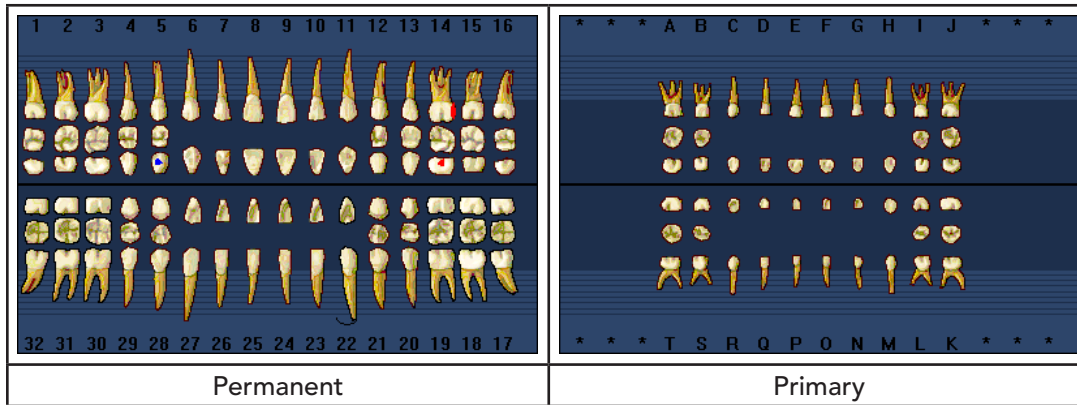 1 2 3 4 5 6 7 8 9 10 11 12 13 14 15 16
32 31 30 29 28 27 26 25 24 23 22 21 20 19 18 17
Permanent
* * * A B C D E F G H I J * * *
* * * T S R Q P O N M L K * * *
Primary